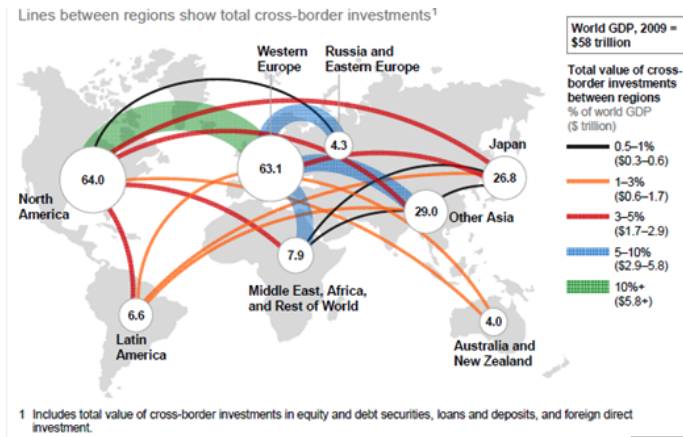 Lines between regions show total cross-border investments1
World GDP, 2009 =
$58 trillion
Total value of cross-
border investments
between regions
% of world GDP
($ trillion)
0.5–1%
($0.3–0.6)
1–3%
($0.6–1.7)
3–5%
($1.7–2.9)
5–10%
($2.9–5.8)
10%+
($5.8+)
Western
Europe
Russia and
Eastern Europe
4.3
Japan
63.1
64.0
26.8
North
America
29.0
Other Asia
7.9
Middle East, Africa,
and Rest of World
6.6
Latin
America
4.0
Australia and
New Zealand
1 Includes total value of cross-border investments in equity and debt securities, loans and deposits, and foreign direct
investment.